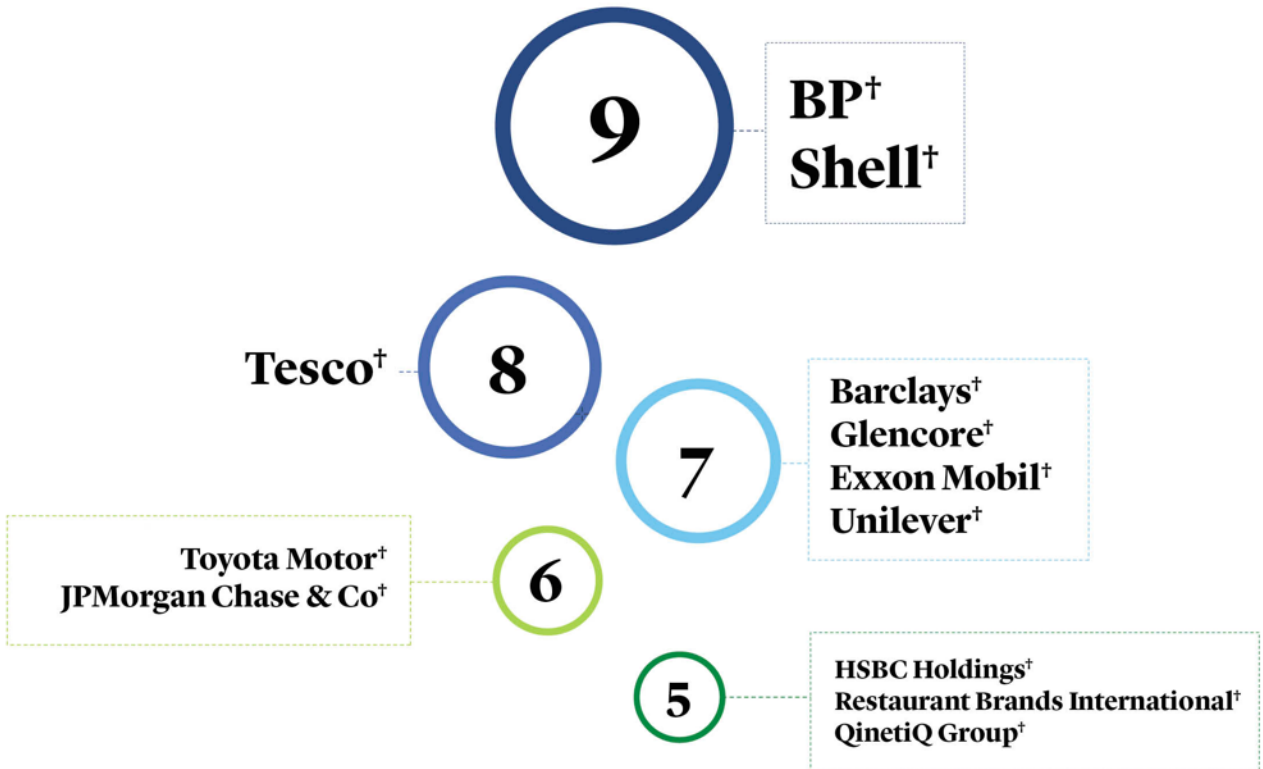 9
BP†
Shell†
Tesco†
8
7
Barclays†
Glencore†
Exxon Mobil†
Unilever†
Toyota Motor†
JPMorgan Chase & Co†
6
5
HSBC Holdings†
Restaurant Brands International†
QinetiQ Group†